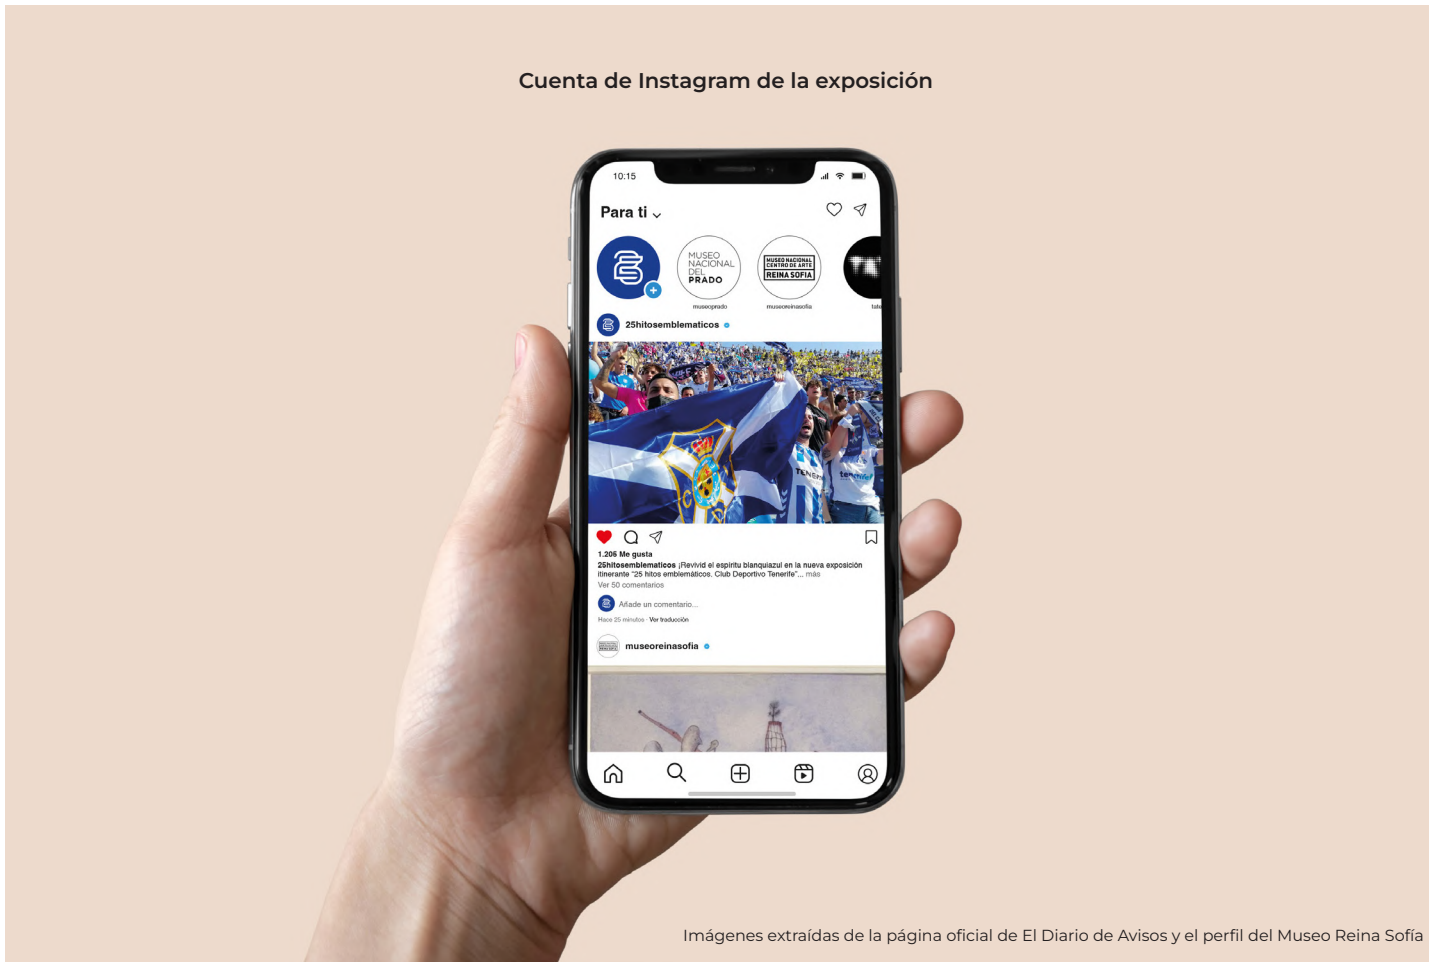 Cuenta de Instagram de la exposición
10:15
Para ti
MUSEO
NACIONAL
DEL
PRADO
MUSEO NACIONAL
CENTRO DE ARTE
REINA SOFIA
museoprado
museoreinasofia
tate
25hitosemblematicos
TENE
tenerife
C
D
1.206 Me gusta
25hitosemblematicos ¡Revivid el espíritu blanquiazul en la nueva exposición
itinerante "25 hitos emblemáticos. Club Deportivo Tenerife"... más
Ver 50 comentarios
Añade un comentario...
Hace 25 minutos · Ver traducción
museoreinasofia
Imágenes extraídas de la página oficial de El Diario de Avisos y el perfil del Museo Reina Sofía